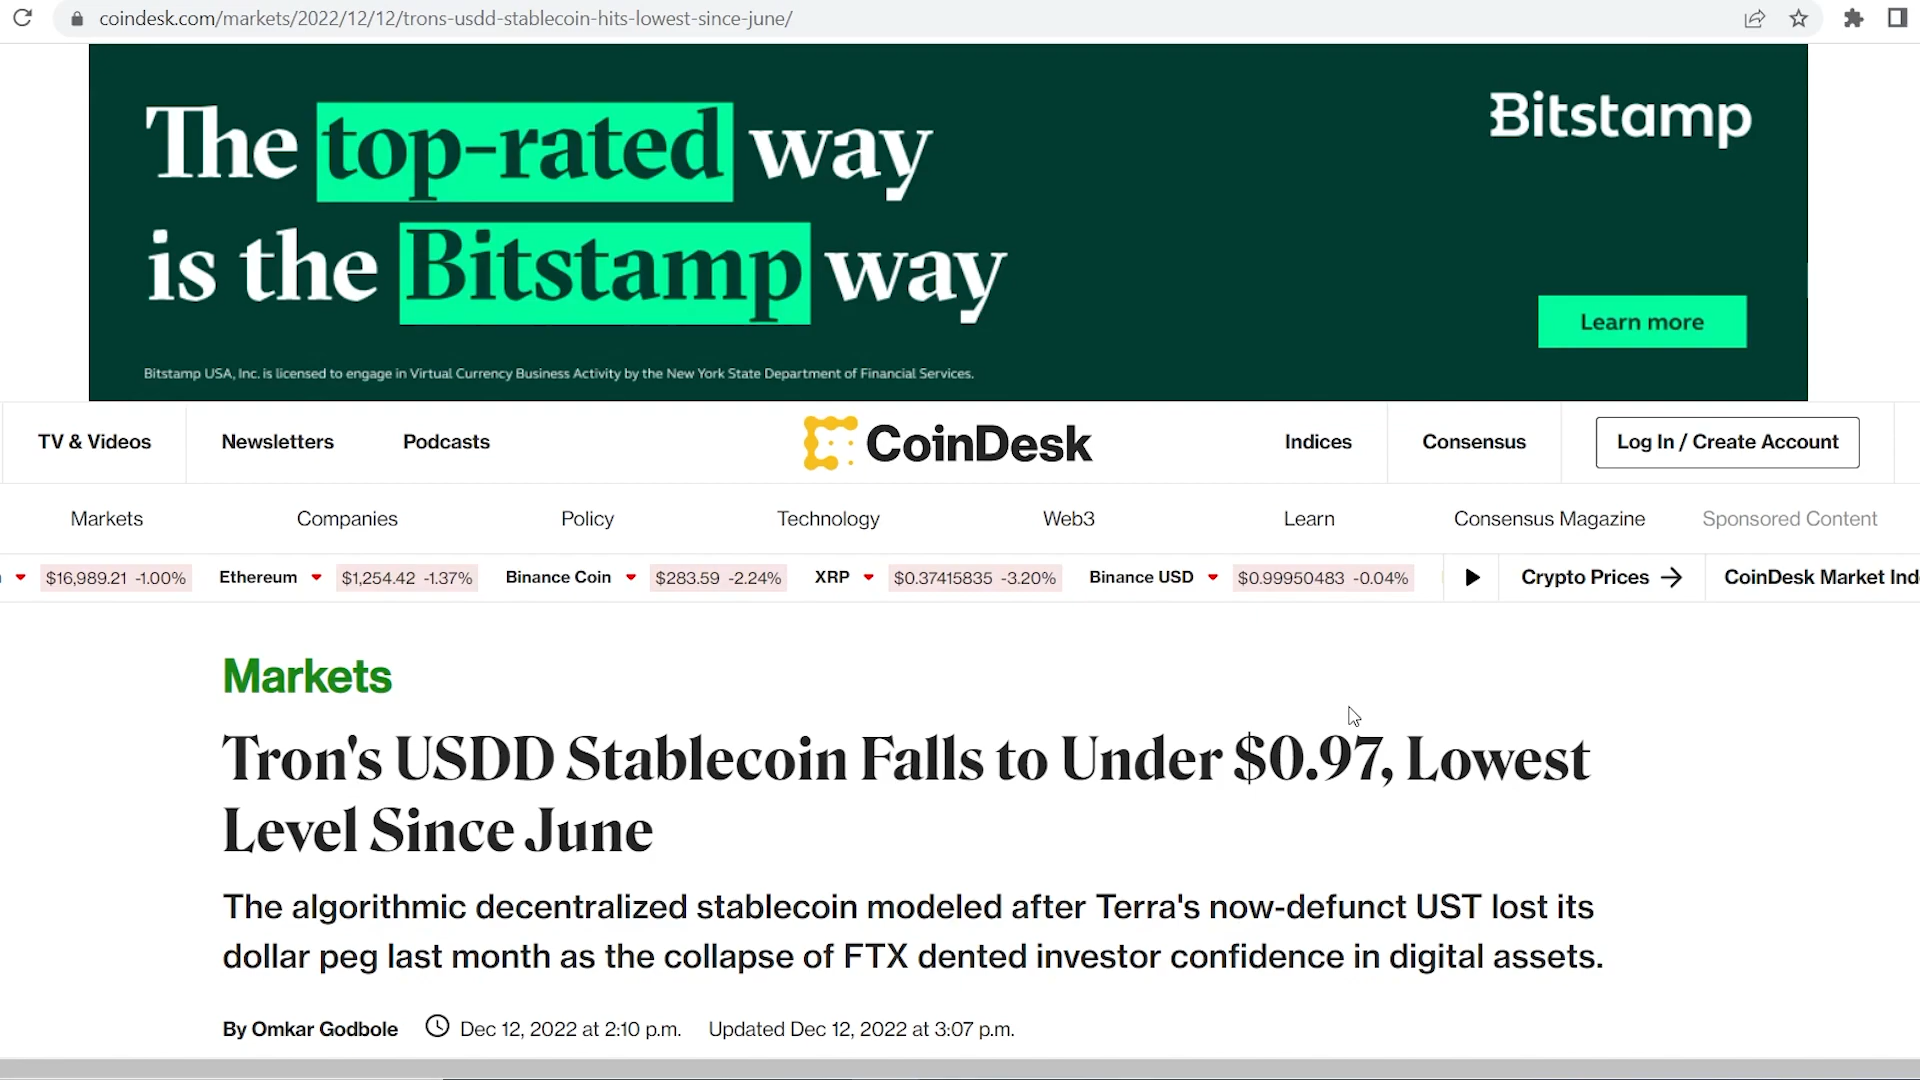 coindesk.com/markets/2022/12/12/trons-usdd-stablecoin-hits-lowest-since-june/
The top-rated way
is the Bitstamp way
Bitstamp
Learn more
Bitstamp USA, Inc. is licensed to engage in Virtual Currency Business Activity by the New York State Department of Financial Services.
TV & Videos Newsletters Podcasts CoinDesk Indices Consensus Log In / Create Account
Markets Companies Policy Technology Web3 Learn Consensus Magazine Sponsored Content
$16,989.21 -1.00% Ethereum $1,254.42 -1.37% Binance Coin $283.59 -2.24% XRP $0.37415835 -3.20% Binance USD $0.99950483 -0.04% Crypto Prices → CoinDesk Market Ind
Markets
Tron's USDD Stablecoin Falls to Under $0.97, Lowest
Level Since June
The algorithmic decentralized stablecoin modeled after Terra's now-defunct UST lost its
dollar peg last month as the collapse of FTX dented investor confidence in digital assets.
By Omkar Godbole Dec 12, 2022 at 2:10 p.m. Updated Dec 12, 2022 at 3:07 p.m.